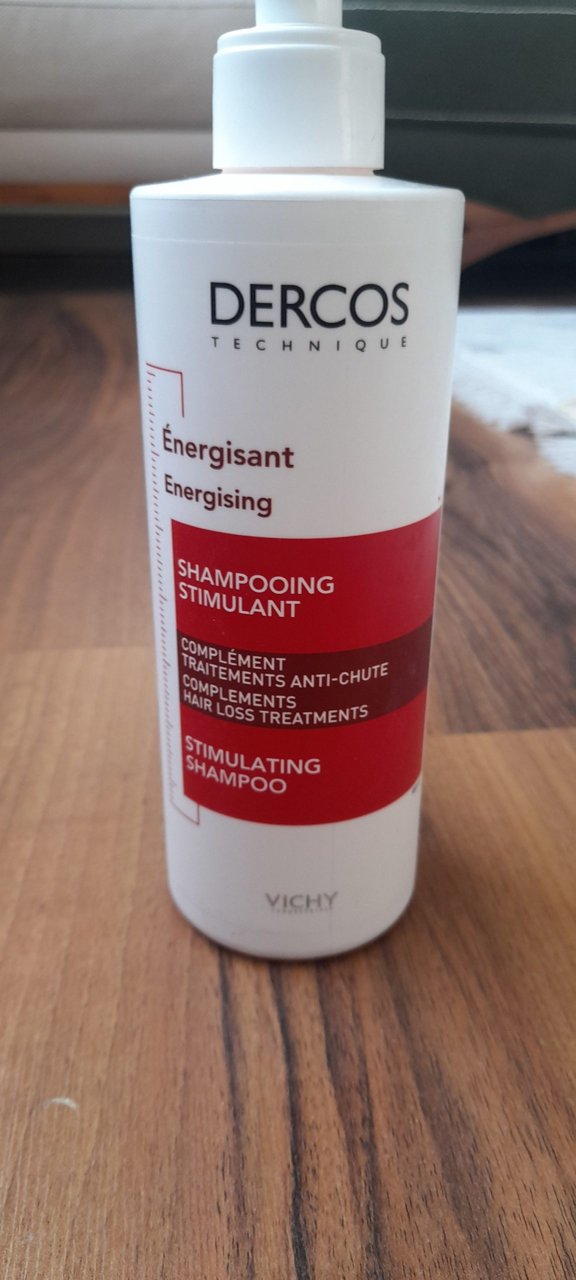 DERCOS
TECHNIQUE
Énergisant
Energising
SHAMPOOING
STIMULANT
COMPLÉMENT
TRAITEMENTS ANTI-CHUTE
COMPLEMENTS
HAIR LOSS TREATMENTS
STIMULATING
SHAMPOO
VICHY